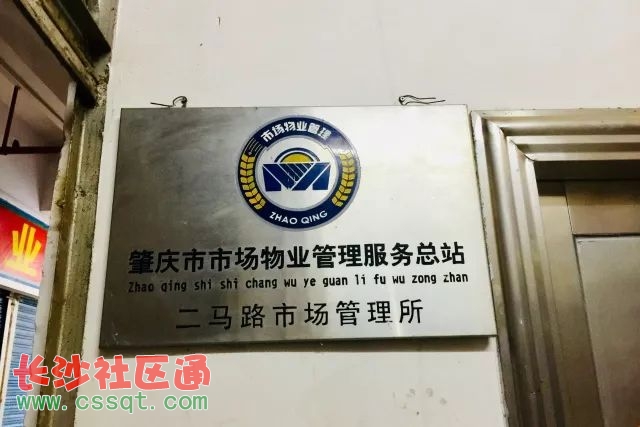 市场物业管理
ZHAO QING
肇庆市市场物业管理服务总站
Zhao qing shi shi chang wu ye guan li fu wu zong zhan
二马路市场管理所
业
长沙社区通
www.cssqt.com